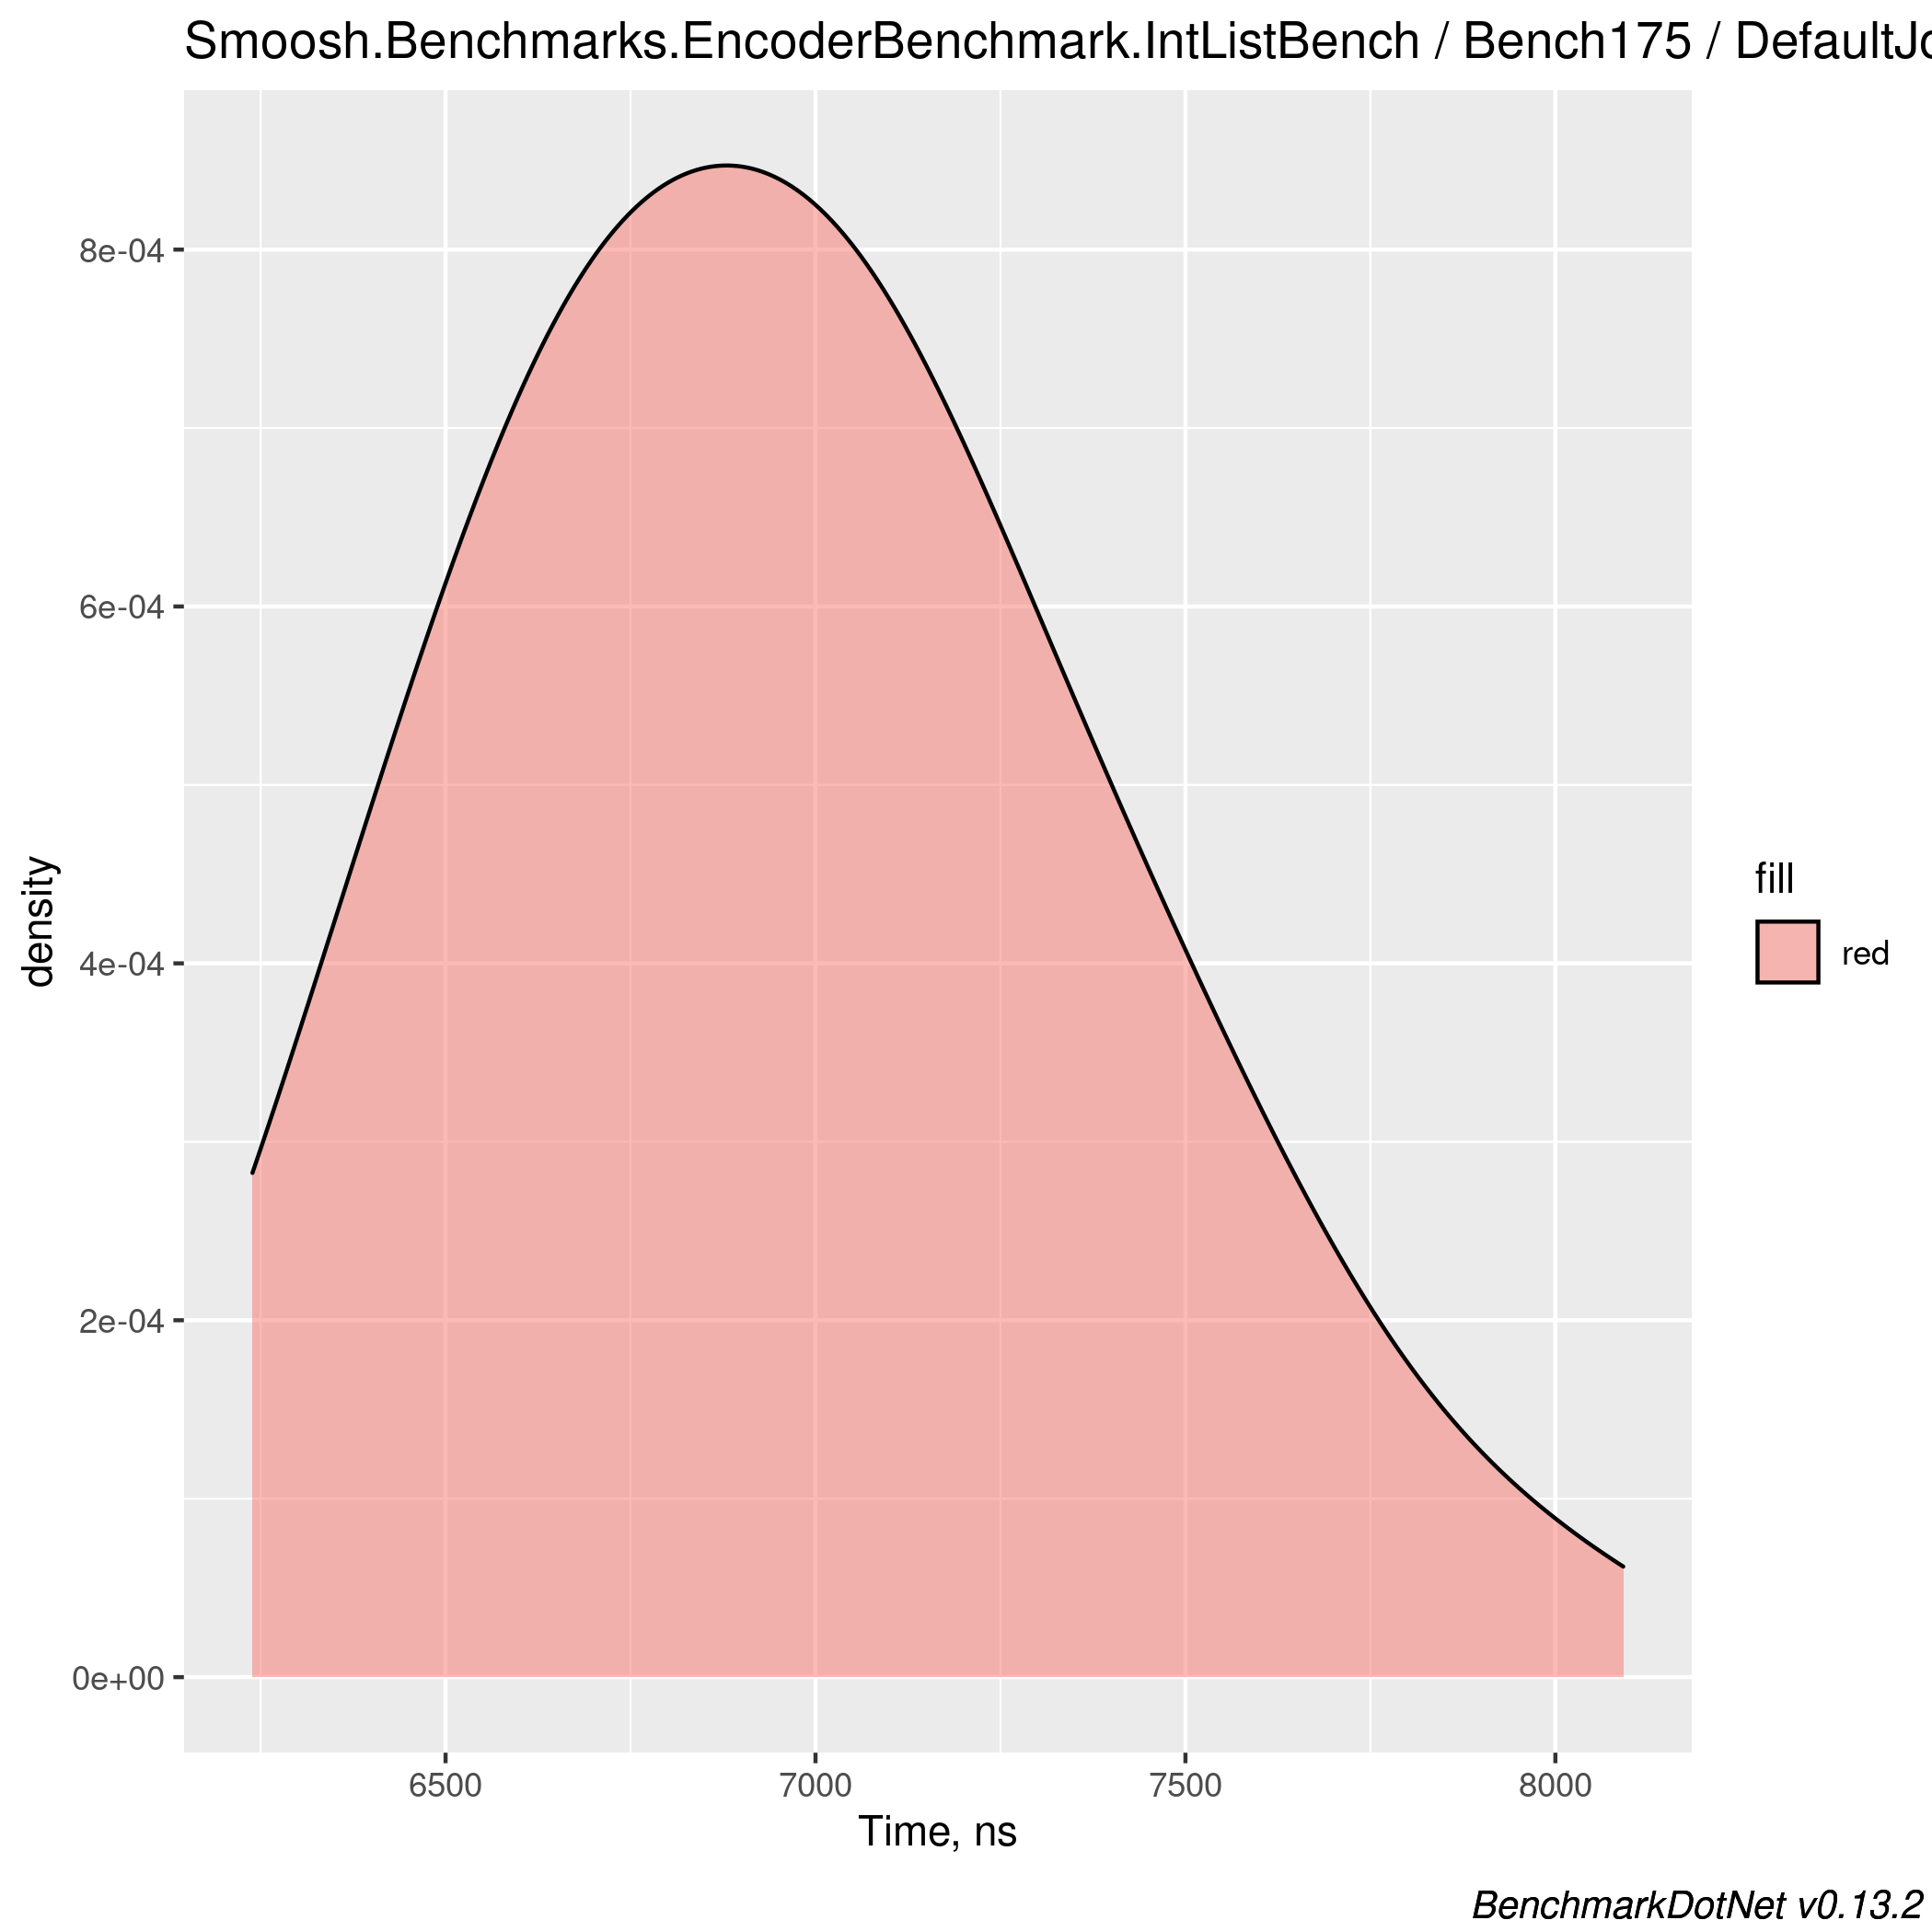 Smoosh.Benchmarks.EncoderBenchmark.IntListBench / Bench175 / DefaultJo
8e-04
6e-04
4e-04
2e-04
0e+00
density
6500 7000 7500 8000
Time, ns
fill
red
BenchmarkDotNet v0.13.2